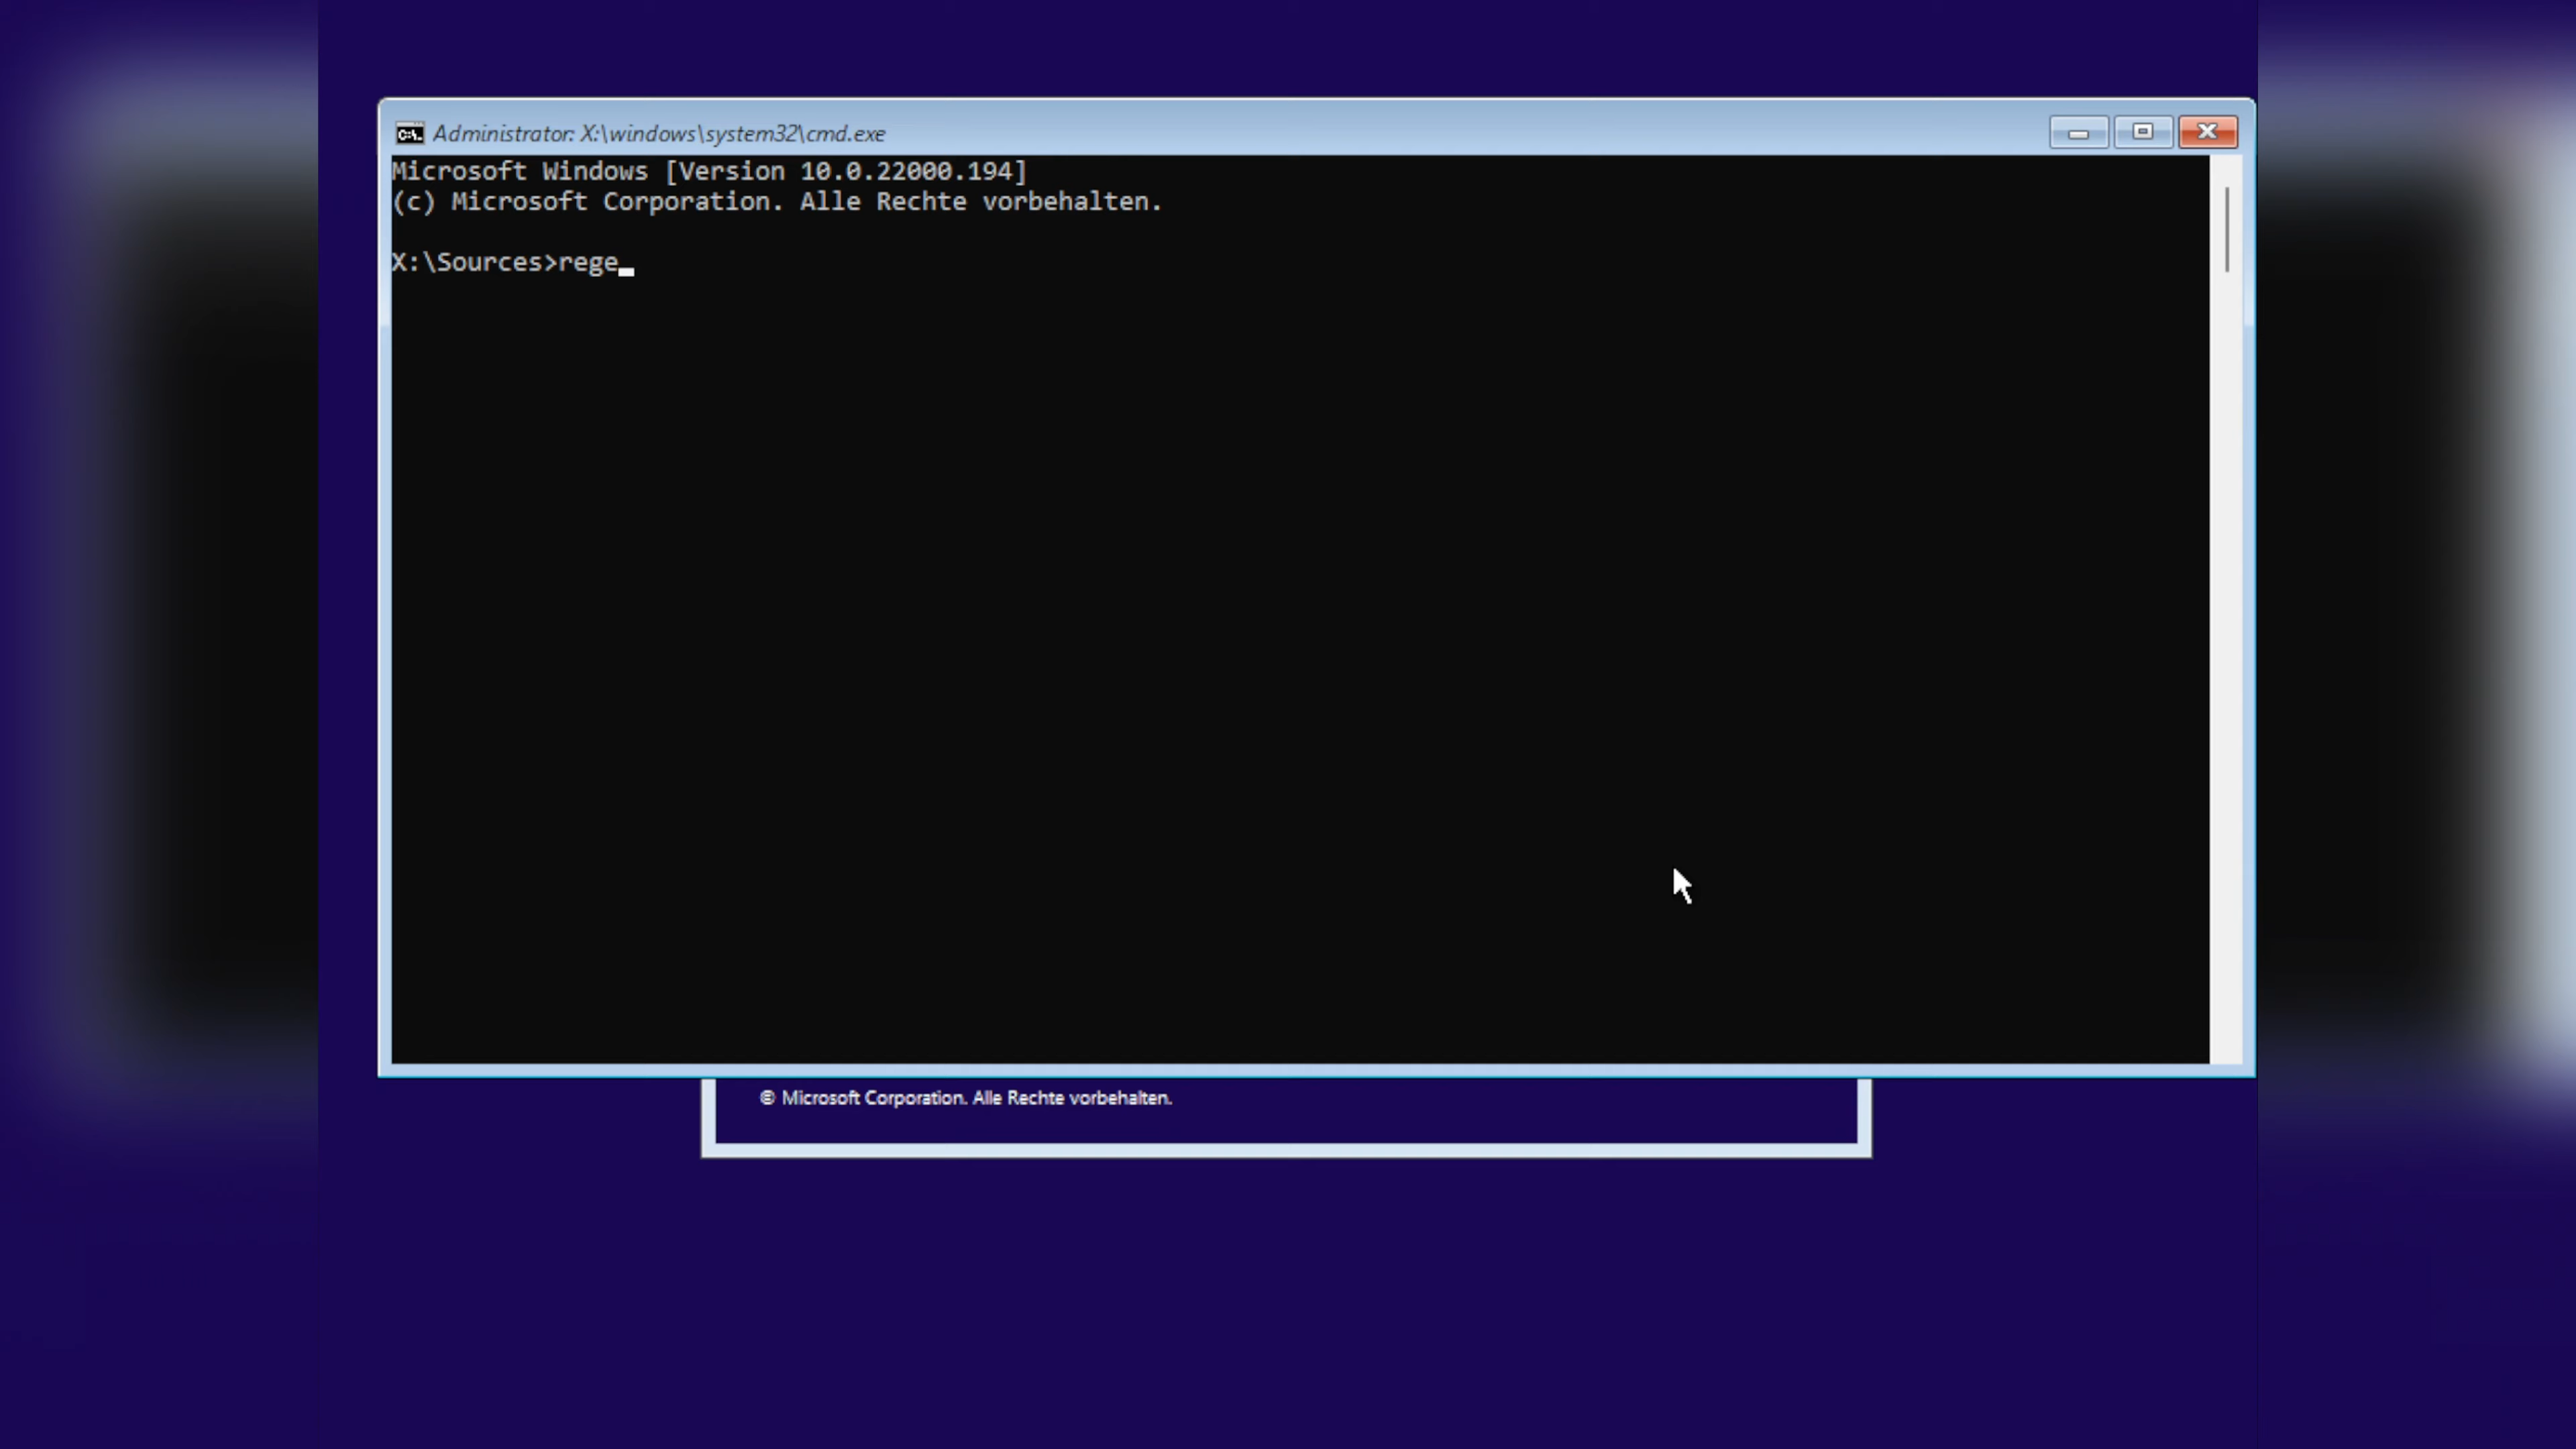 Administrator: X:\windows\system32\cmd.exe
Microsoft Windows [Version 10.0.22000.194]
(c) Microsoft Corporation. Alle Rechte vorbehalten.
X:\Sources>rege
© Microsoft Corporation. Alle Rechte vorbehalten.